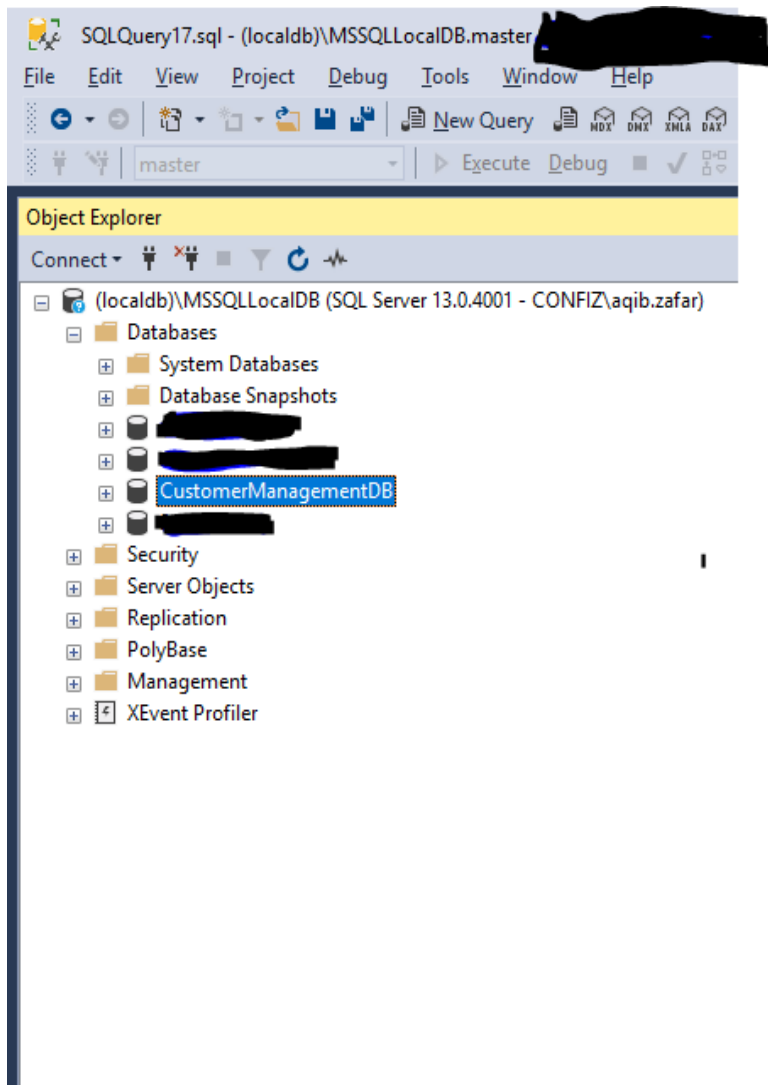 SQLQuery17.sql - (localdb)\MSSQLLocalDB.master
File Edit View Project Debug Tools Window Help
New Query MDX DMX XMLA DAX
master Execute Debug
Object Explorer
Connect
(localdb)\MSSQLLocalDB (SQL Server 13.0.4001 - CONFIZ\aqib.zafar)
Databases
System Databases
Database Snapshots
CustomerManagementDB
Security
Server Objects
Replication
PolyBase
Management
XEvent Profiler